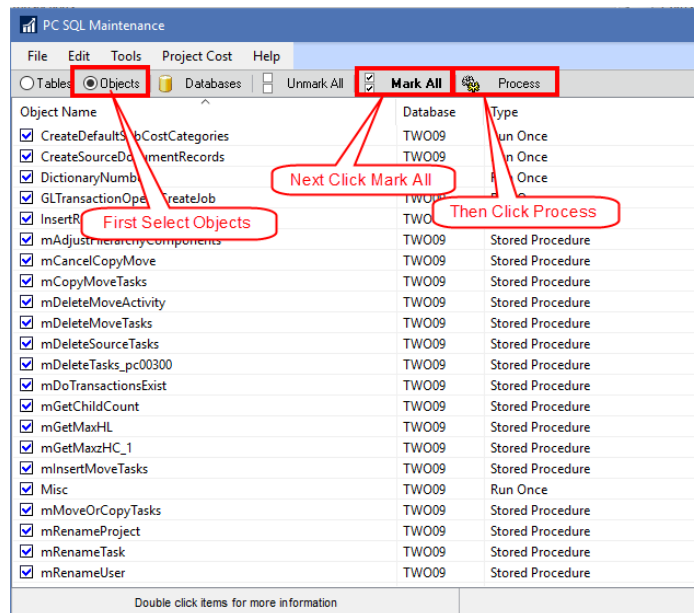 PC SQL Maintenance
File Edit Tools Project Cost Help
Tables Objects Databases Unmark All Mark All Process
Object Name Database Type
CreateDefaultSubCostCategories TWO09 Run Once
CreateSourceDocumentRecords Run Once
Run Once
Next Click Mark All
GLTransactionOpenCreateJob TWO09
First Select Objects
TWO09
Then Click Process
mAdjustHierarchyComponents TWO09 Stored Procedure
mCancelCopyMove TWO09 Stored Procedure
mCopyMoveTasks TWO09 Stored Procedure
mDeleteMoveActivity TWO09 Stored Procedure
mDeleteMoveTasks TWO09 Stored Procedure
mDeleteSourceTasks TWO09 Stored Procedure
mDeleteTasks_pc00300 TWO09 Stored Procedure
mDoTransactionsExist TWO09 Stored Procedure
mGetChildCount TWO09 Stored Procedure
mGetMaxHL TWO09 Stored Procedure
mGetMaxzHC_1 TWO09 Stored Procedure
mInsertMoveTasks TWO09 Stored Procedure
Misc TWO09 Run Once
mMoveOrCopyTasks TWO09 Stored Procedure
mRenameProject TWO09 Stored Procedure
mRenameTask TWO09 Stored Procedure
mRenameUser TWO09 Stored Procedure
Double click items for more information